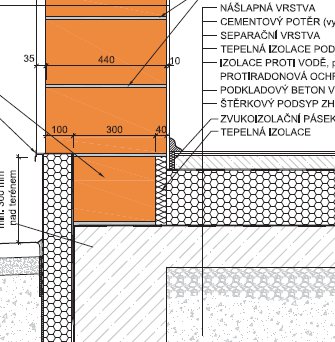 NÁŠLAPNÁ VRSTVA
CEMENTOVÝ POTĚR (vy
SEPARAČNÍ VRSTVA
TEPELNÁ IZOLACE POD
IZOLACE PROTI VODĚ, p
PROTIRADONOVÁ OCHR
PODKLADOVÝ BETON V
ŠTĚRKOVÝ PODSYP ZH
ZVUKOIZOLAČNÍ PÁSEK
TEPELNÁ IZOLACE
35 440 10
100 300 40
min. 300 mm
nad terénem